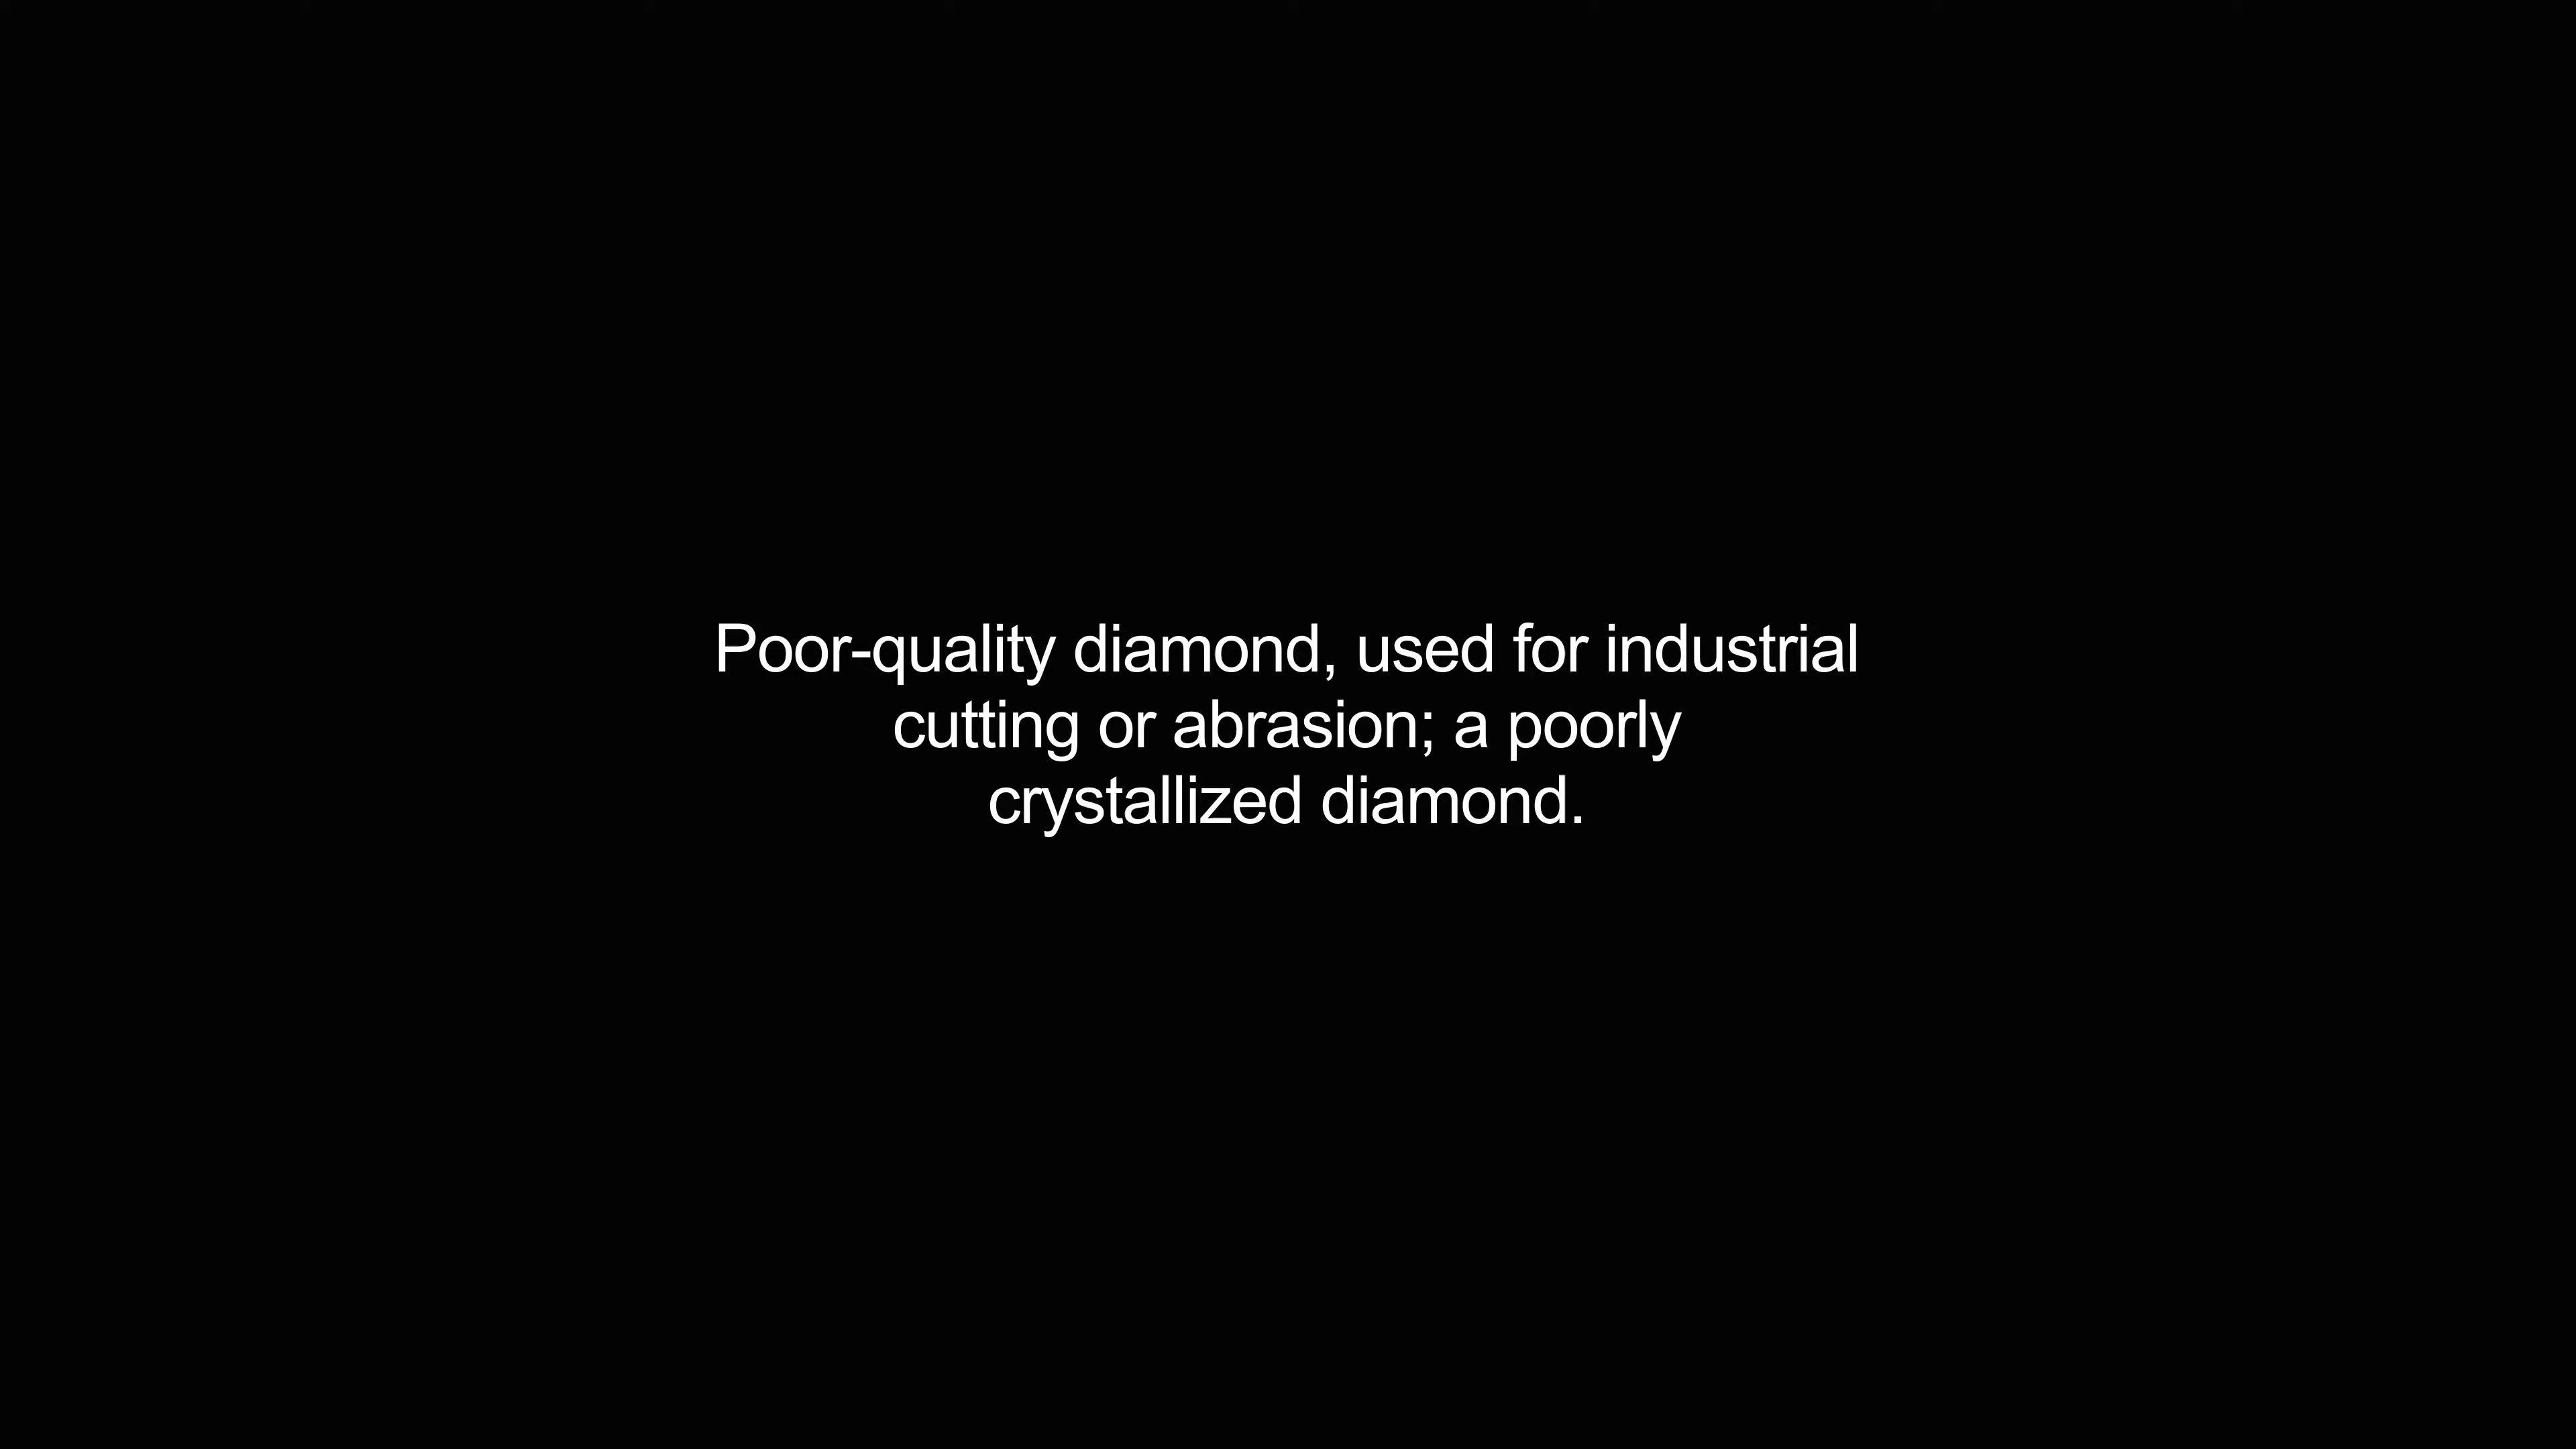 Poor-quality diamond, used for industrial
cutting or abrasion; a poorly
crystallized diamond.